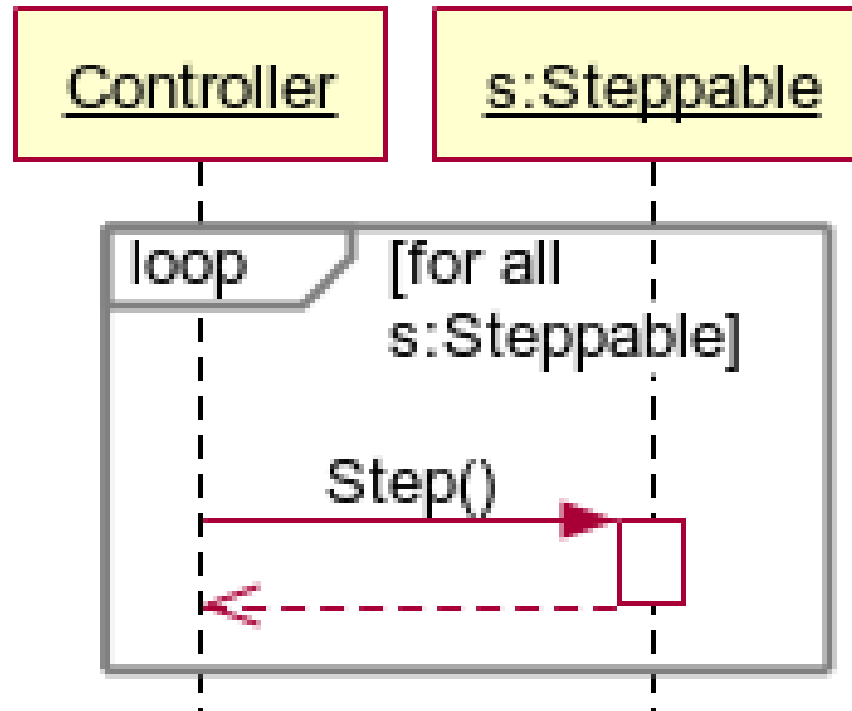 Controller
s:Steppable
loop
[for all
s:Steppable]
Step()